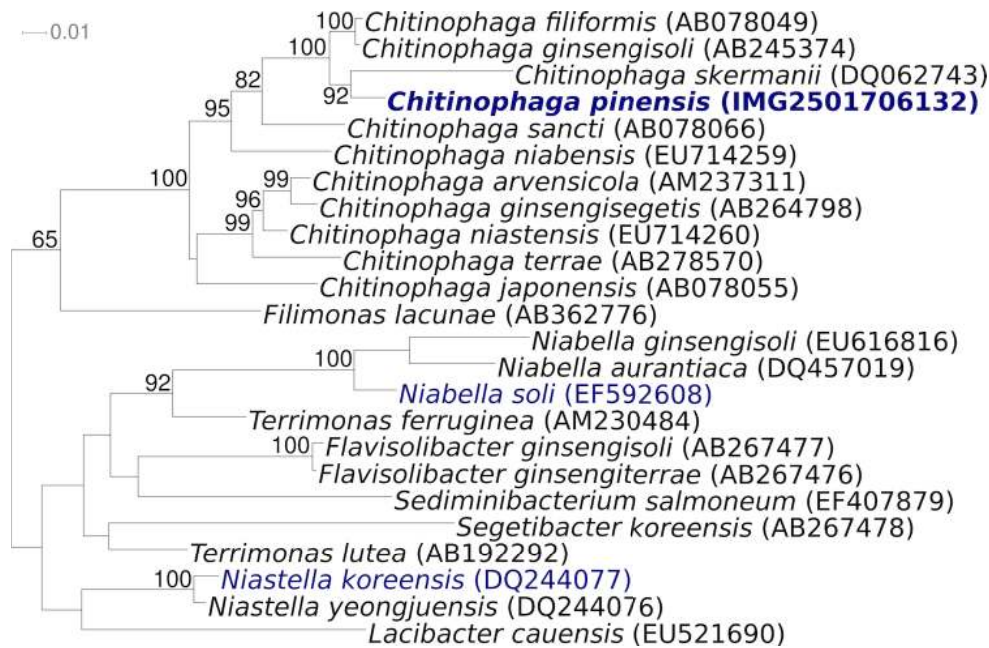 0.01
100 Chitinophaga filiformis (AB078049)
100 Chitinophaga ginsengisoli (AB245374)
82 Chitinophaga skermanii (DQ062743)
92 Chitinophaga pinensis (IMG2501706132)
95 Chitinophaga sancti (AB078066)
Chitinophaga niabensis (EU714259)
100 99 Chitinophaga arvensicola (AM237311)
96 Chitinophaga ginsengisegetis (AB264798)
99 Chitinophaga niastensis (EU714260)
65 Chitinophaga terrae (AB278570)
Chitinophaga japonensis (AB078055)
Filimonas lacunae (AB362776)
Niabella ginsengisoli (EU616816)
100 Niabella aurantiaca (DQ457019)
92 Niabella soli (EF592608)
Terrimonas ferruginea (AM230484)
100 Flavisolibacter ginsengisoli (AB267477)
Flavisolibacter ginsengiterrae (AB267476)
Sediminibacterium salmoneum (EF407879)
Segetibacter koreensis (AB267478)
Terrimonas lutea (AB192292)
100 Niastella koreensis (DQ244077)
Niastella yeongjuensis (DQ244076)
Lacibacter cauensis (EU521690)